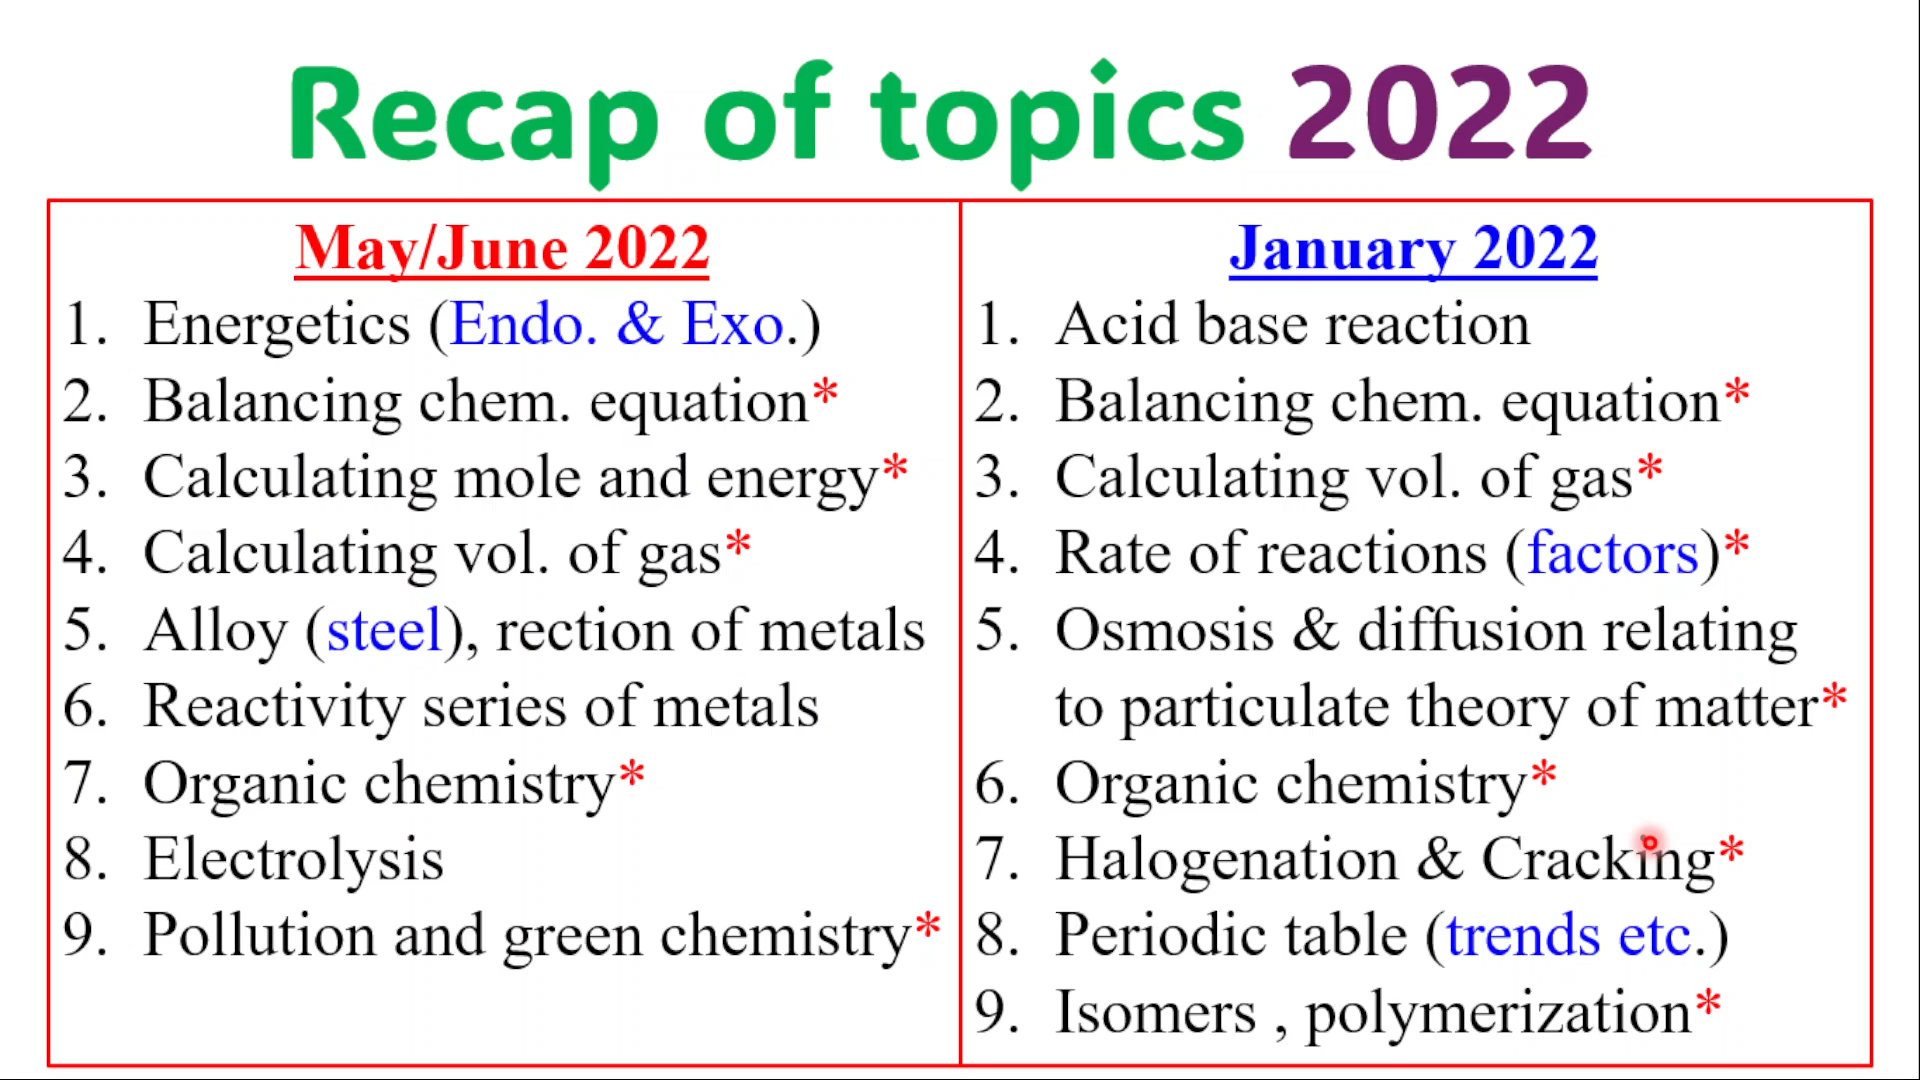 Recap of topics 2022
May/June 2022
1. Energetics (Endo. & Exo.)
2. Balancing chem. equation*
3. Calculating mole and energy*
4. Calculating vol. of gas*
5. Alloy (steel), rection of metals
6. Reactivity series of metals
7. Organic chemistry*
8. Electrolysis
9. Pollution and green chemistry*
January 2022
1. Acid base reaction
2. Balancing chem. equation*
3. Calculating vol. of gas*
4. Rate of reactions (factors)*
5. Osmosis & diffusion relating
to particulate theory of matter*
6. Organic chemistry*
7. Halogenation & Cracking*
8. Periodic table (trends etc.)
9. Isomers , polymerization*